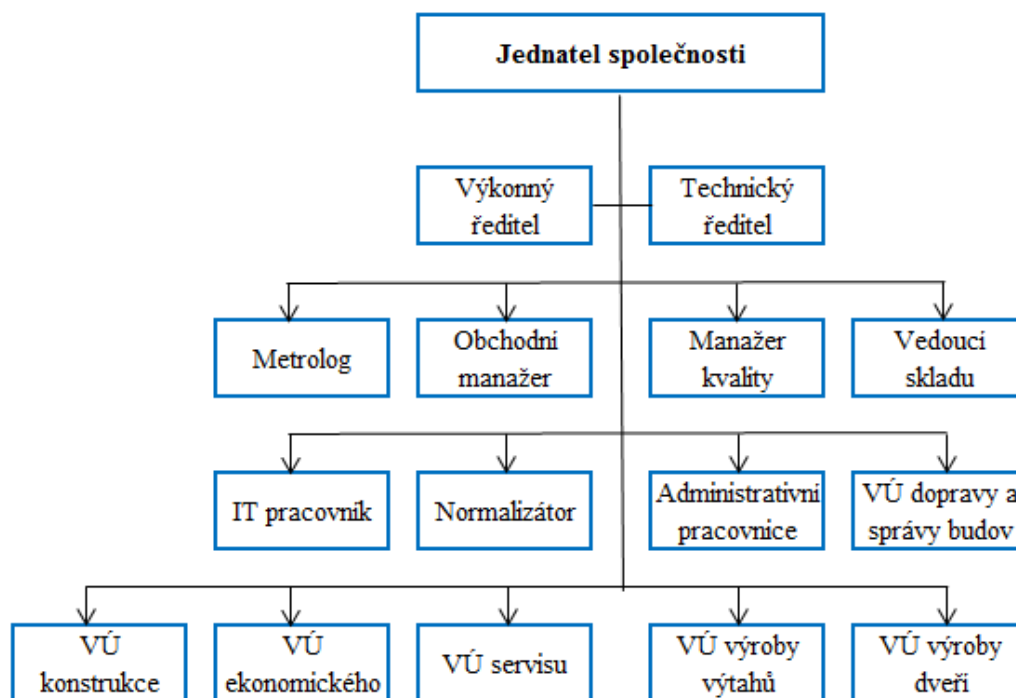 Jednatel společnosti
Výkonný
ředitel
Technický
ředitel
Metrolog
Obchodní
manažer
Manažer
kvality
Vedoucí
skladu
IT pracovník
Normalizátor
Administrativní
pracovnice
VÚ dopravy a
správy budov
VÚ
konstrukce
VÚ
ekonomického
VÚ servisu
VÚ výroby
výtahů
VÚ výroby
dveří